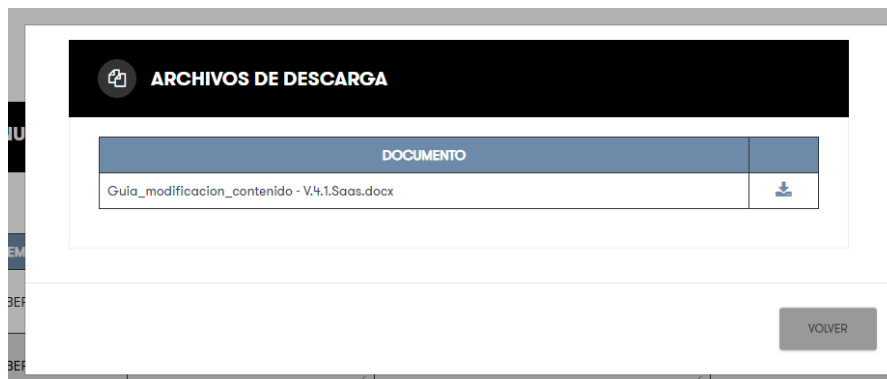 ARCHIVOS DE DESCARGA
DOCUMENTO
Guia_modificacion_contenido - V.4.1.Saas.docx
VOLVER